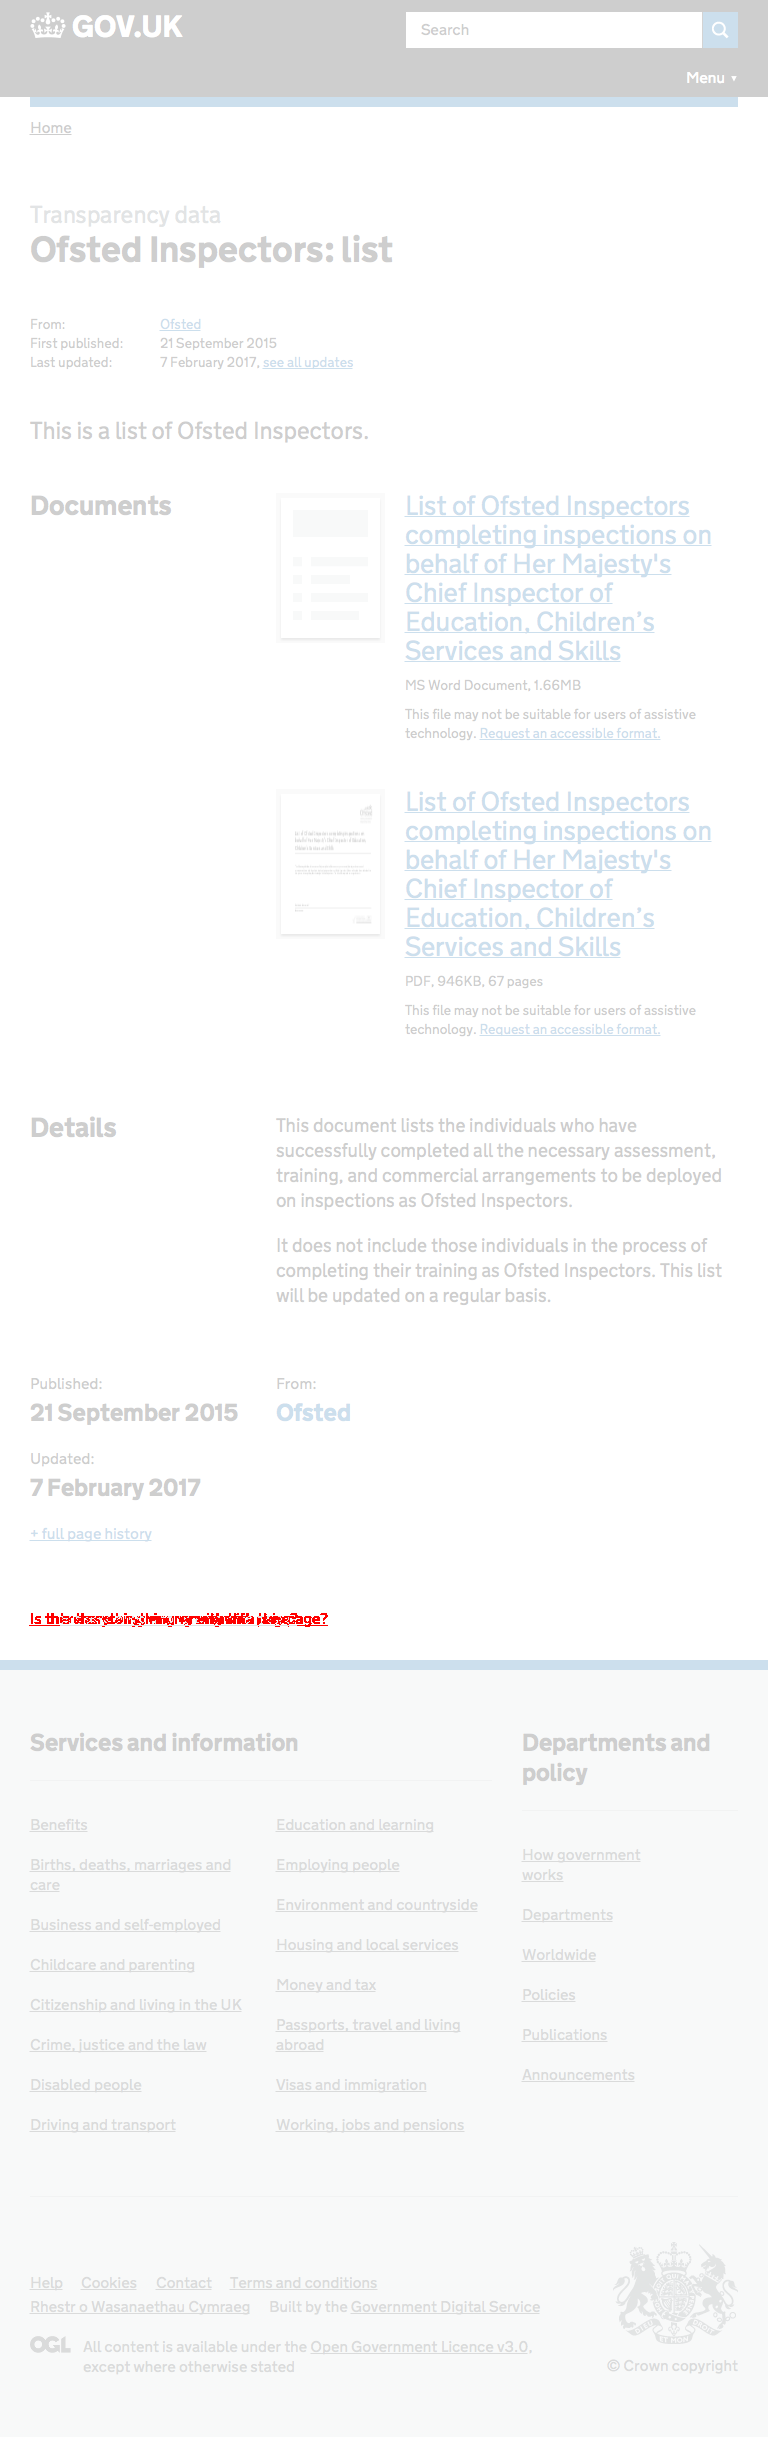 GOV.UK
Search
Menu ▼
Home
Transparency data
Ofsted Inspectors: list
From: Ofsted
First published: 21 September 2015
Last updated: 7 February 2017, see all updates
This is a list of Ofsted Inspectors.
Documents
List of Ofsted Inspectors
completing inspections on
behalf of Her Majesty's
Chief Inspector of
Education, Children’s
Services and Skills
MS Word Document, 1.66MB
This file may not be suitable for users of assistive
technology. Request an accessible format.
List of Ofsted Inspectors
completing inspections on
behalf of Her Majesty's
Chief Inspector of
Education, Children’s
Services and Skills
PDF, 946KB, 67 pages
This file may not be suitable for users of assistive
technology. Request an accessible format.
Details
This document lists the individuals who have
successfully completed all the necessary assessment,
training, and commercial arrangements to be deployed
on inspections as Ofsted Inspectors.
It does not include those individuals in the process of
completing their training as Ofsted Inspectors. This list
will be updated on a regular basis.
Published:
21 September 2015
From:
Ofsted
Updated:
7 February 2017
+ full page history
Services and information
Benefits
Births, deaths, marriages and
care
Business and self-employed
Childcare and parenting
Citizenship and living in the UK
Crime, justice and the law
Disabled people
Driving and transport
Education and learning
Employing people
Environment and countryside
Housing and local services
Money and tax
Passports, travel and living
abroad
Visas and immigration
Working, jobs and pensions
Departments and
policy
How government
works
Departments
Worldwide
Policies
Publications
Announcements
Help Cookies Contact Terms and conditions
Rhestr o Wasanaethau Cymraeg Built by the Government Digital Service
OGL All content is available under the Open Government Licence v3.0,
except where otherwise stated
© Crown copyright